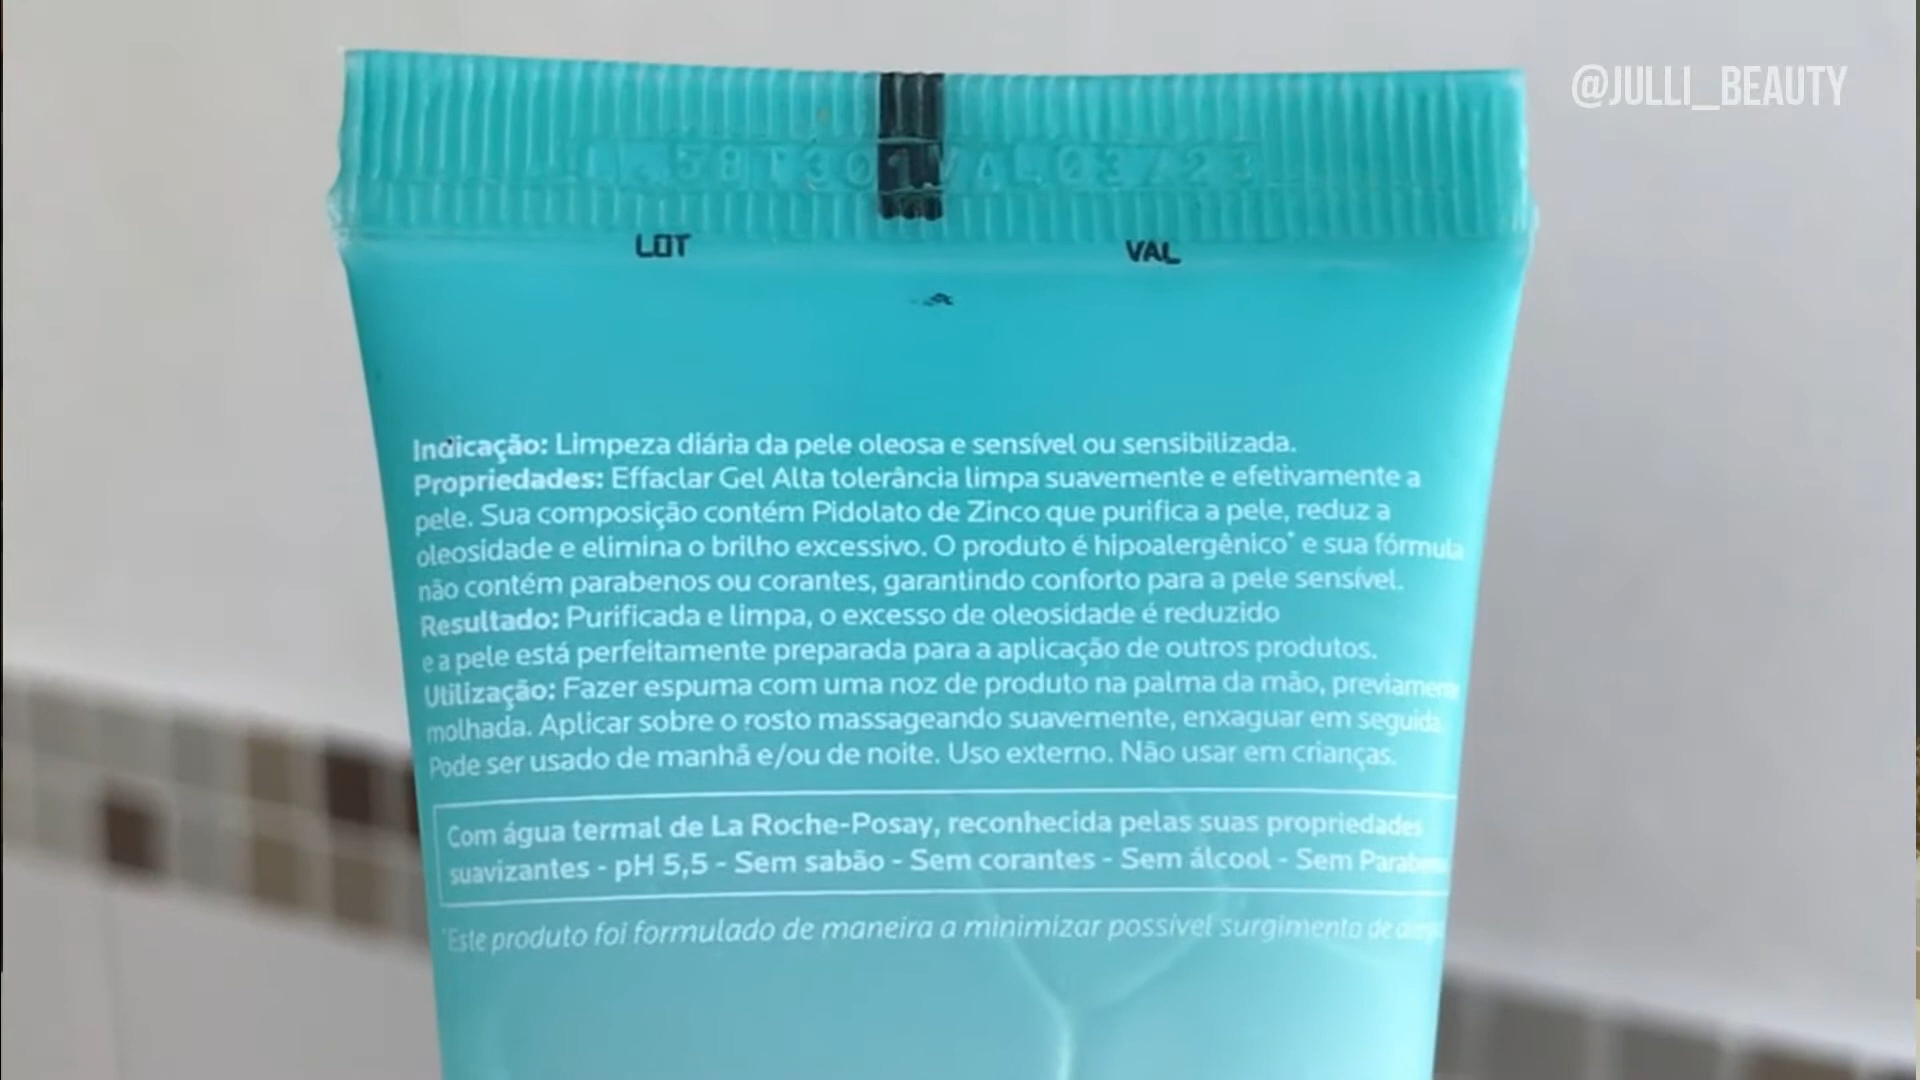 @JULLI_BEAUTY
VAL 03/23
LOT
VAL
Indicação: Limpeza diária da pele oleosa e sensível ou sensibilizada.
Propriedades: Effaclar Gel Alta tolerância limpa suavemente e efetivamente a
pele. Sua composição contém Pidolato de Zinco que purifica a pele, reduz a
oleosidade e elimina o brilho excessivo. O produto é hipoalergênico* e sua fórmula
não contém parabenos ou corantes, garantindo conforto para a pele sensível.
Resultado: Purificada e limpa, o excesso de oleosidade é reduzido
e a pele está perfeitamente preparada para a aplicação de outros produtos.
Utilização: Fazer espuma com uma noz de produto na palma da mão,
molhada. Aplicar sobre o rosto massageando suavemente, enxaguar em seguida.
Pode ser usado de manhã e/ou de noite. Uso externo. Não usar em crianças.
Com água termal de La Roche-Posay, reconhecida pelas suas propriedades
suavizantes - pH 5,5 - Sem sabão - Sem corantes - Sem álcool - Sem
*Este produto foi formulado de maneira a minimizar possível surgimento de